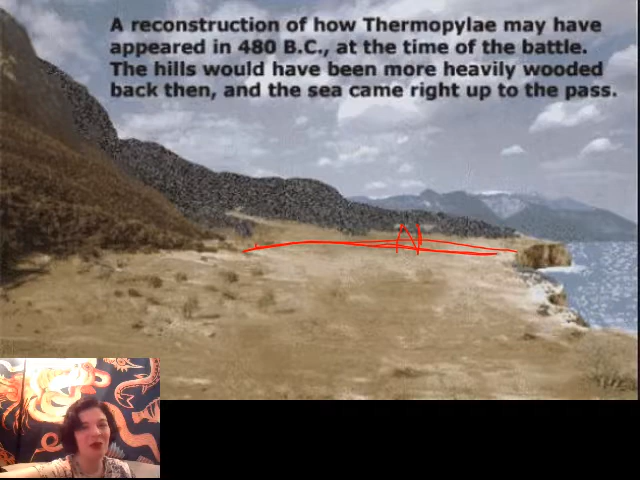 A reconstruction of how Thermopylae may have
appeared in 480 B.C., at the time of the battle.
The hills would have been more heavily wooded
back then, and the sea came right up to the pass.